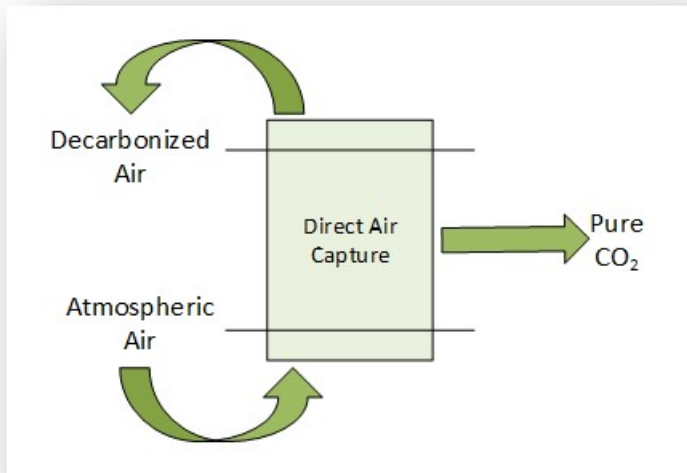 Decarbonized
Air
Direct Air
Capture
Pure
CO₂
Atmospheric
Air